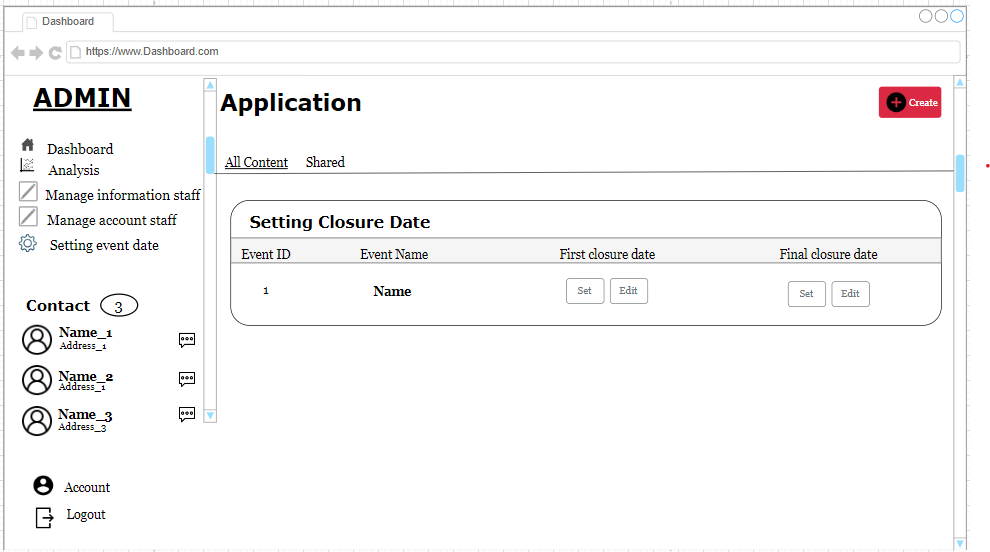 Dashboard
https://www.Dashboard.com
ADMIN
Dashboard
Analysis
Manage information staff
Manage account staff
Setting event date
Contact 3
Name_1
Address_1
Name_2
Address_1
Name_3
Address_3
Account
Logout
Application
Create
All Content Shared
Setting Closure Date
Event ID Event Name First closure date Final closure date
1 Name Set Edit Set Edit